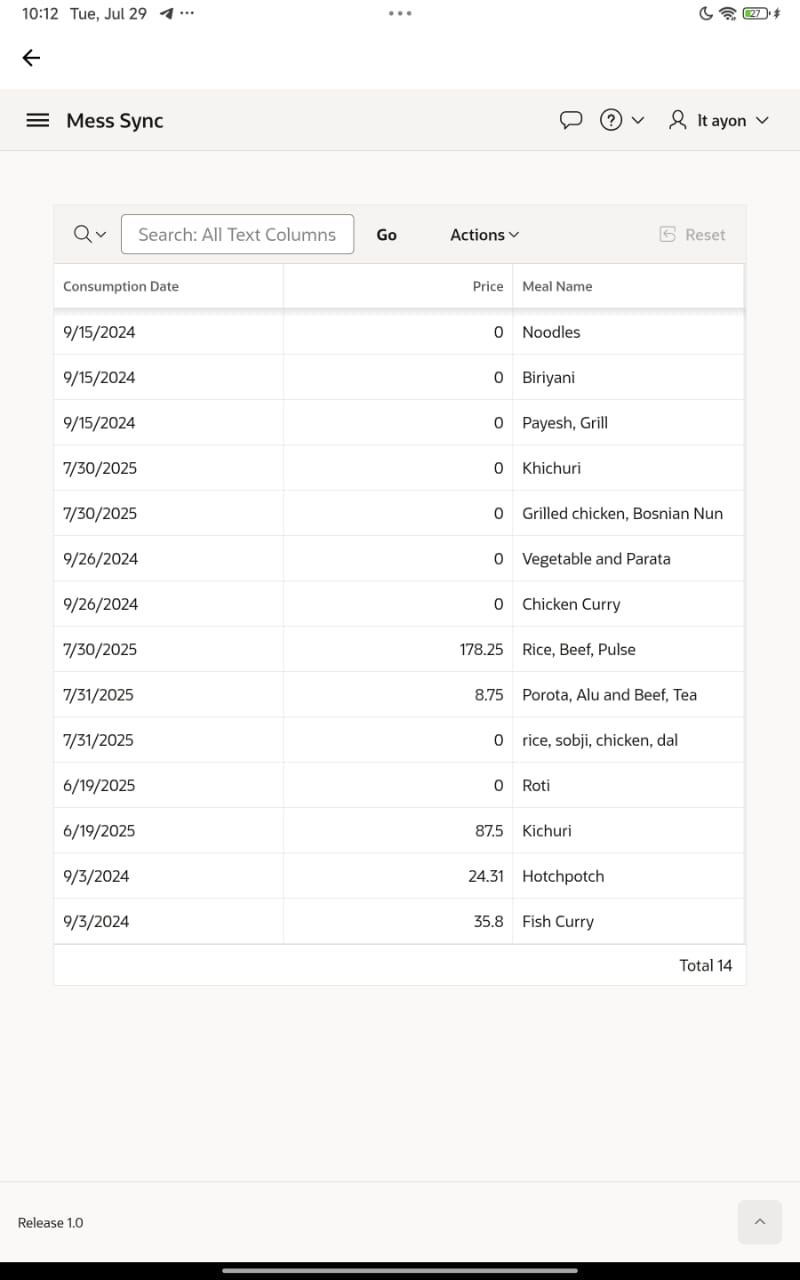 10:12 Tue, Jul 29
27
Mess Sync
lt ayon
Search: All Text Columns Go Actions Reset
Consumption Date Price Meal Name
9/15/2024 0 Noodles
9/15/2024 0 Biriyani
9/15/2024 0 Payesh, Grill
7/30/2025 0 Khichuri
7/30/2025 0 Grilled chicken, Bosnian Nun
9/26/2024 0 Vegetable and Parata
9/26/2024 0 Chicken Curry
7/30/2025 178.25 Rice, Beef, Pulse
7/31/2025 8.75 Porota, Alu and Beef, Tea
7/31/2025 0 rice, sobji, chicken, dal
6/19/2025 0 Roti
6/19/2025 87.5 Kichuri
9/3/2024 24.31 Hotchpotch
9/3/2024 35.8 Fish Curry
Total 14
Release 1.0